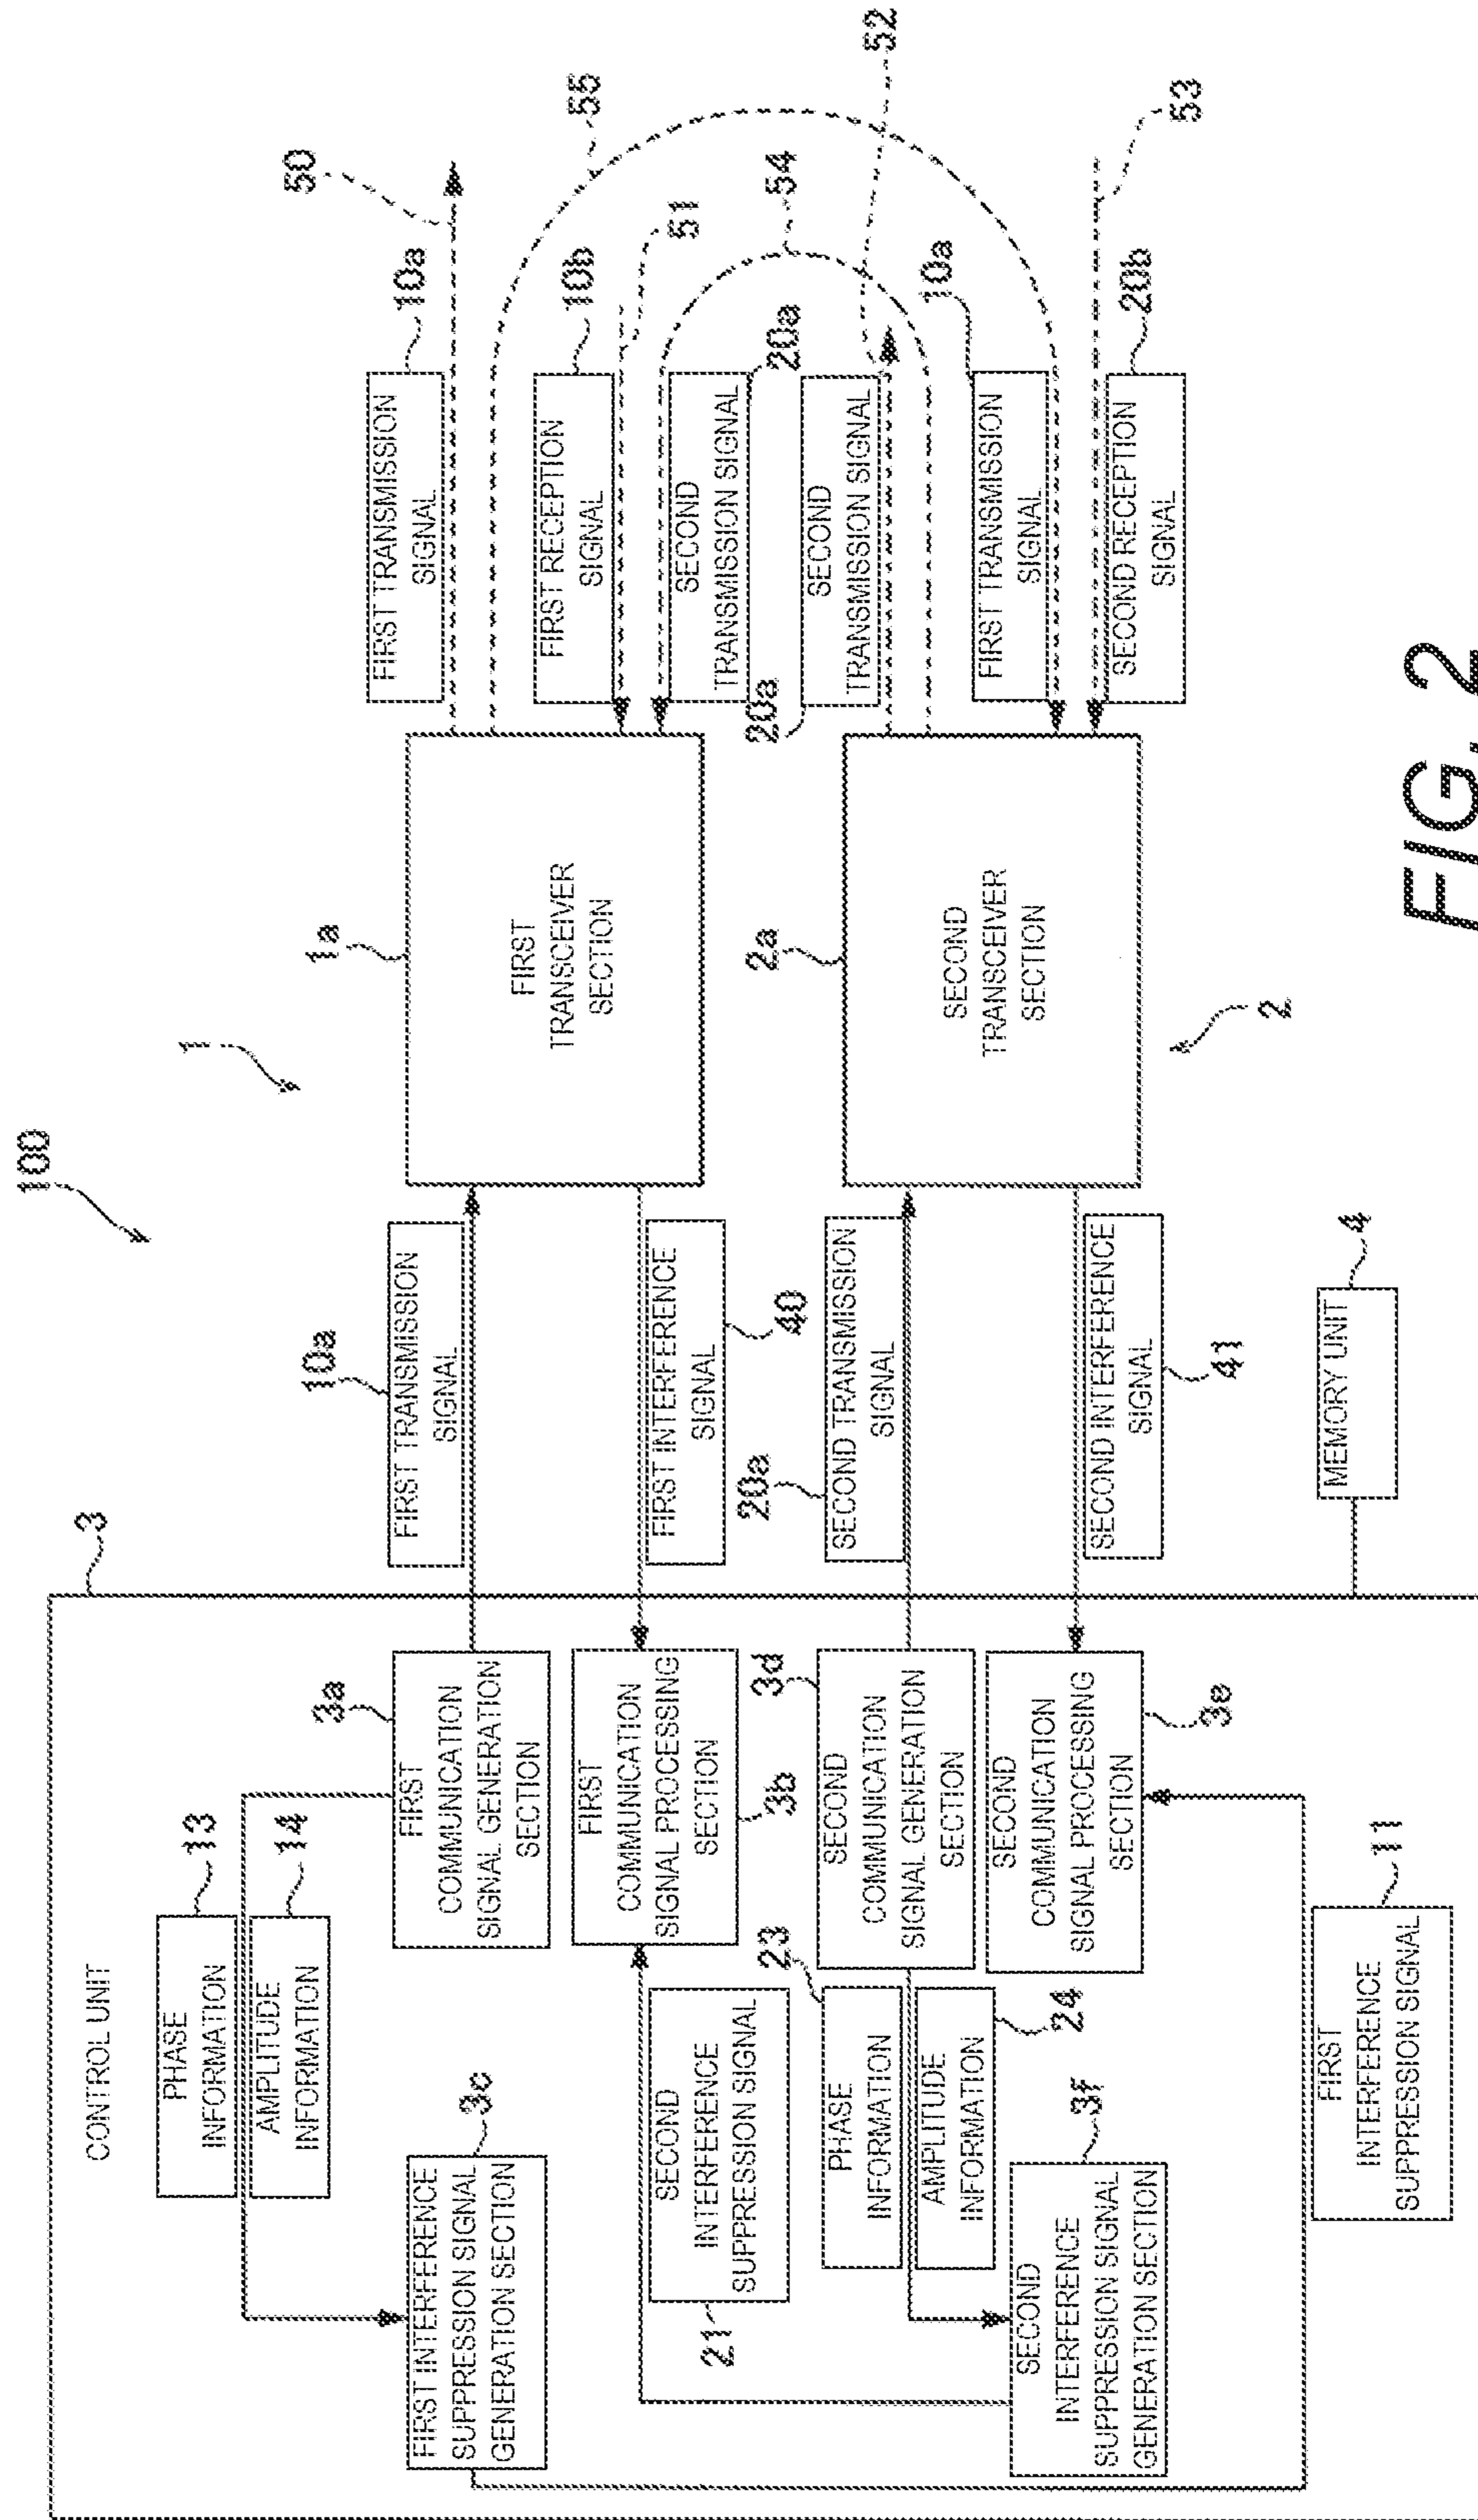 100
CONTROL UNIT
3
PHASE
INFORMATION
13
AMPLITUDE
INFORMATION
14
FIRST INTERFERENCE
SUPPRESSION SIGNAL
GENERATION SECTION
3c
FIRST
COMMUNICATION
SIGNAL GENERATION
SECTION
3a
FIRST
COMMUNICATION
SIGNAL PROCESSING
SECTION
3b
SECOND
INTERFERENCE
SUPPRESSION SIGNAL
21
PHASE
INFORMATION
23
AMPLITUDE
INFORMATION
24
SECOND
INTERFERENCE
SUPPRESSION SIGNAL
GENERATION SECTION
3f
SECOND
COMMUNICATION
SIGNAL GENERATION
SECTION
3d
SECOND
COMMUNICATION
SIGNAL PROCESSING
SECTION
3e
FIRST
INTERFERENCE
SUPPRESSION SIGNAL
11
10a
FIRST TRANSMISSION
SIGNAL
FIRST INTERFERENCE
SIGNAL
40
20a
SECOND TRANSMISSION
SIGNAL
SECOND INTERFERENCE
SIGNAL
41
MEMORY UNIT
4
1
1a
FIRST
TRANSCEIVER
SECTION
2a
SECOND
TRANSCEIVER
SECTION
2
FIRST TRANSMISSION
SIGNAL
10a
50
55
FIRST RECEPTION
SIGNAL
10b
51
SECOND
TRANSMISSION SIGNAL
20a
54
20a
SECOND
TRANSMISSION SIGNAL
52
FIRST TRANSMISSION
SIGNAL
10a
SECOND RECEPTION
SIGNAL
20b
53
FIG. 2